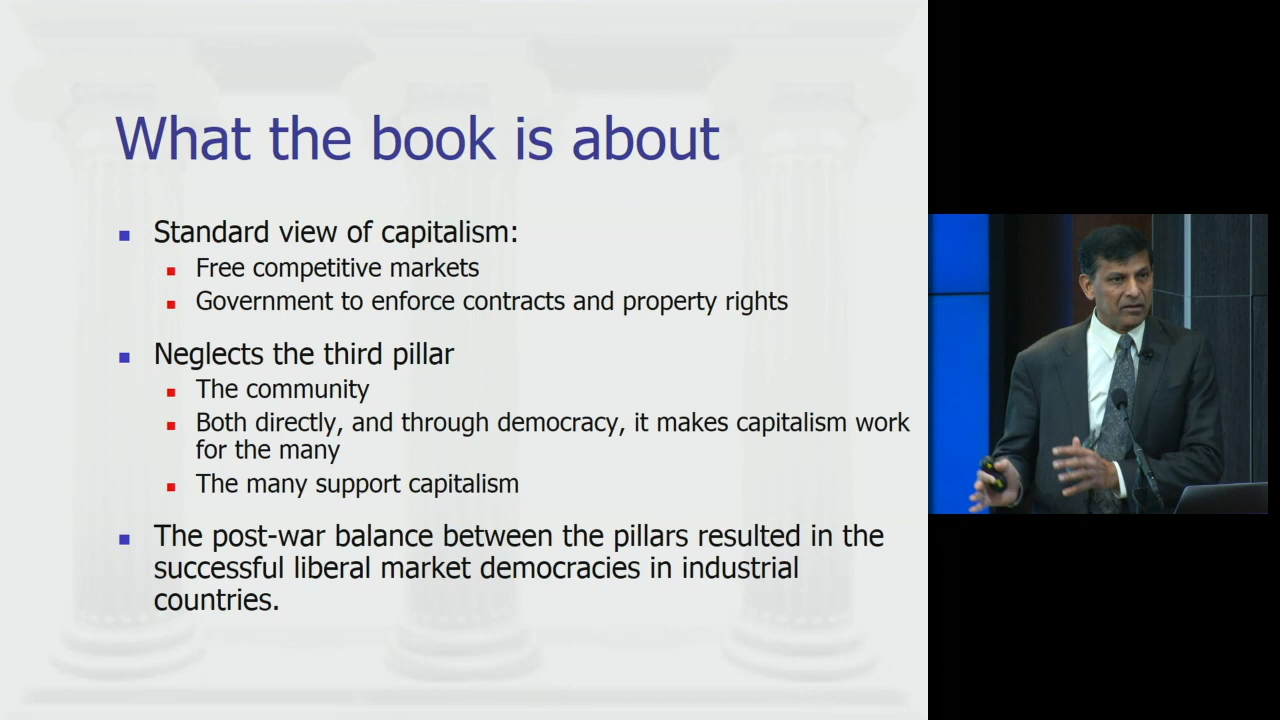 What the book is about
Standard view of capitalism:
Free competitive markets
Government to enforce contracts and property rights
Neglects the third pillar
The community
Both directly, and through democracy, it makes capitalism work
for the many
The many support capitalism
The post-war balance between the pillars resulted in the
successful liberal market democracies in industrial
countries.